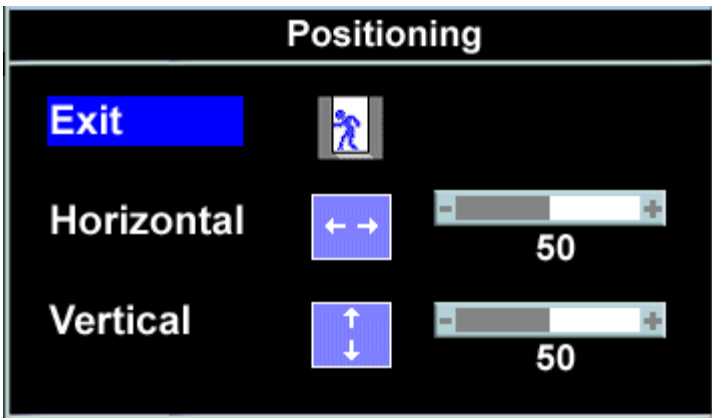 Positioning
Exit
Horizontal
- +
50
Vertical
- +
50